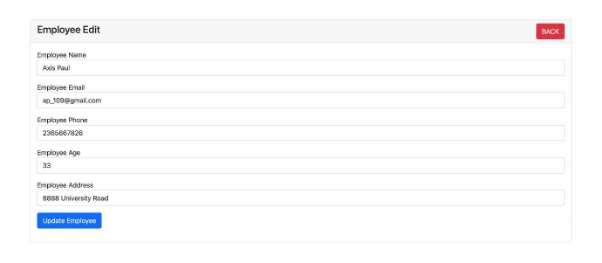 Employee Edit
BACK
Employee Name
Axis Paul
Employee Email
ap_109@gmail.com
Employee Phone
2365667826
Employee Age
33
Employee Address
8888 University Road
Update Employee